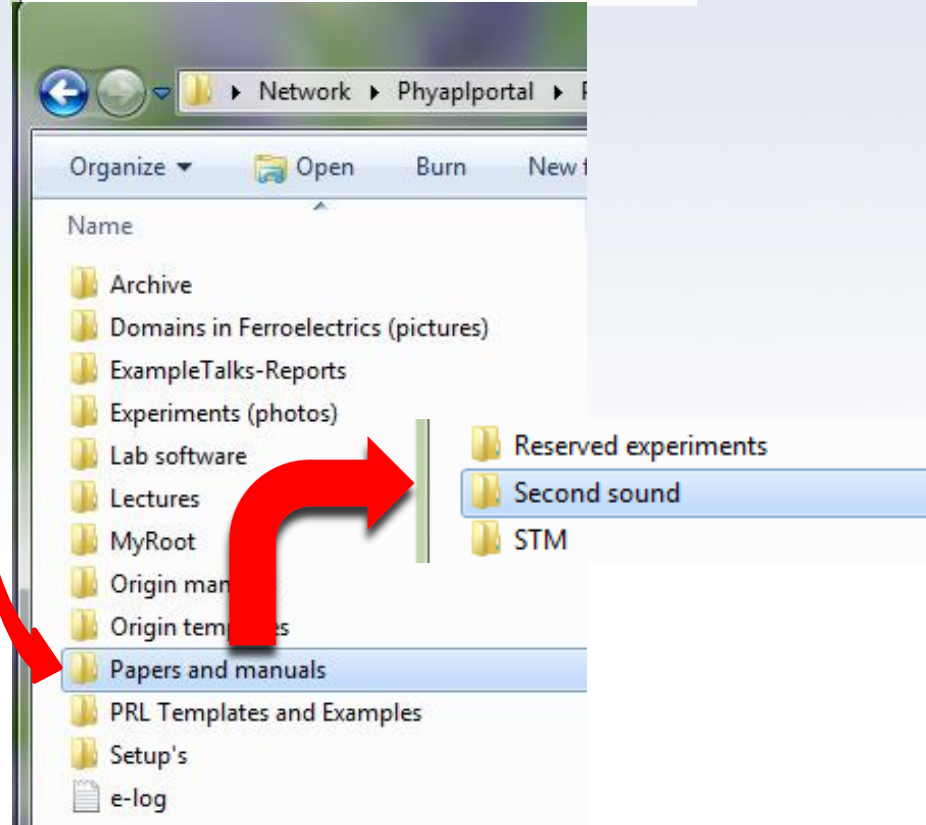 Network Phyaplportal
Organize Open Burn New
Name
Archive
Domains in Ferroelectrics (pictures)
ExampleTalks-Reports
Experiments (photos)
Lab software
Lectures
MyRoot
Origin
Origin
Papers and manuals
PRL Templates and Examples
Setup's
e-log
Reserved experiments
Second sound
STM